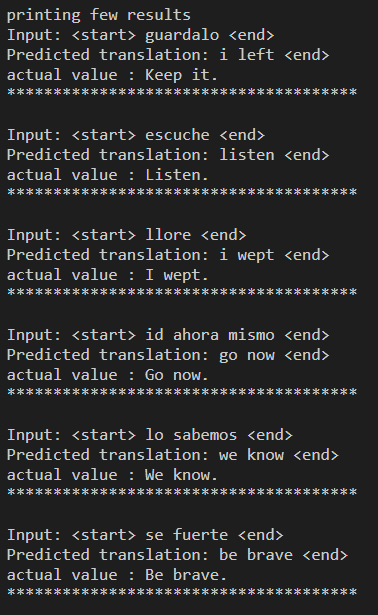 printing few results
Input: <start> guardalo <end>
Predicted translation: i left <end>
actual value : Keep it.
**************************************
Input: <start> escuche <end>
Predicted translation: listen <end>
actual value : Listen.
**************************************
Input: <start> llore <end>
Predicted translation: i wept <end>
actual value : I wept.
**************************************
Input: <start> id ahora mismo <end>
Predicted translation: go now <end>
actual value : Go now.
**************************************
Input: <start> lo sabemos <end>
Predicted translation: we know <end>
actual value : We know.
**************************************
Input: <start> se fuerte <end>
Predicted translation: be brave <end>
actual value : Be brave.
**************************************